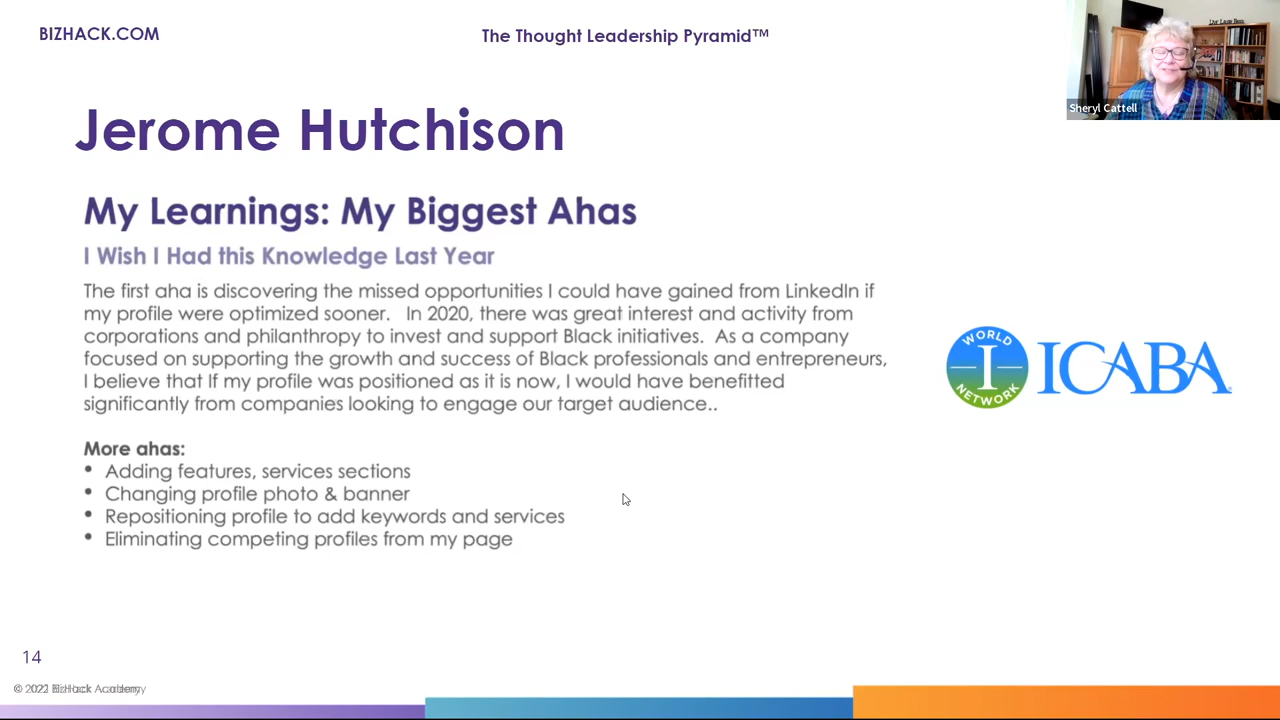 BIZHACK.COM
The Thought Leadership Pyramid™
Sheryl Cattell
Jerome Hutchison
My Learnings: My Biggest Ahas
I Wish I Had this Knowledge Last Year
The first aha is discovering the missed opportunities I could have gained from LinkedIn if
my profile were optimized sooner. In 2020, there was great interest and activity from
corporations and philanthropy to invest and support Black initiatives. As a company
focused on supporting the growth and success of Black professionals and entrepreneurs,
I believe that If my profile was positioned as it is now, I would have benefitted
significantly from companies looking to engage our target audience..
WORLD
I
NETWORK
ICABA
More ahas:
• Adding features, services sections
• Changing profile photo & banner
• Repositioning profile to add keywords and services
• Eliminating competing profiles from my page
14
© BizHack Academy